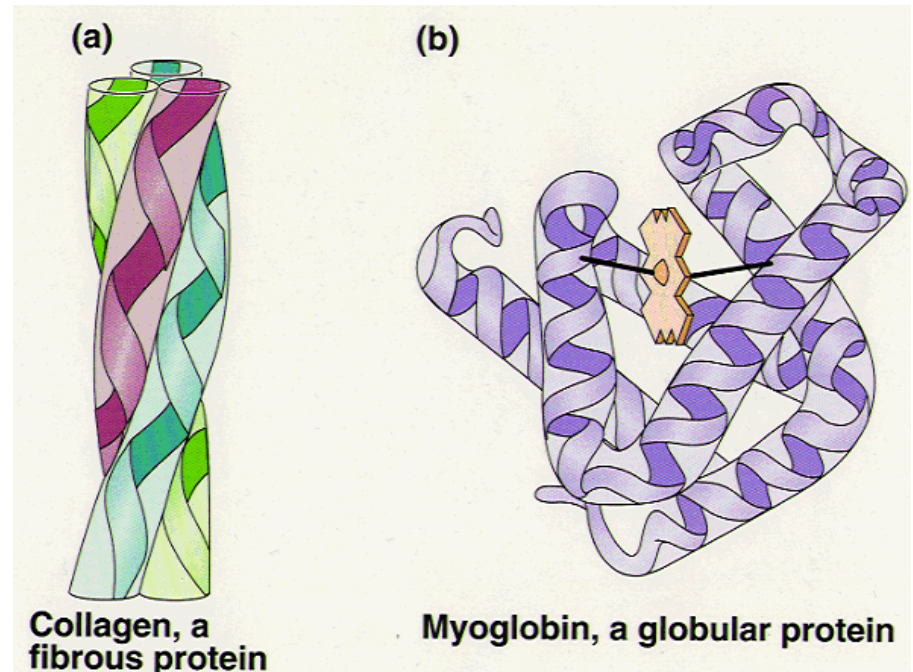 (a)
(b)
Collagen, a
fibrous protein
Myoglobin, a globular protein